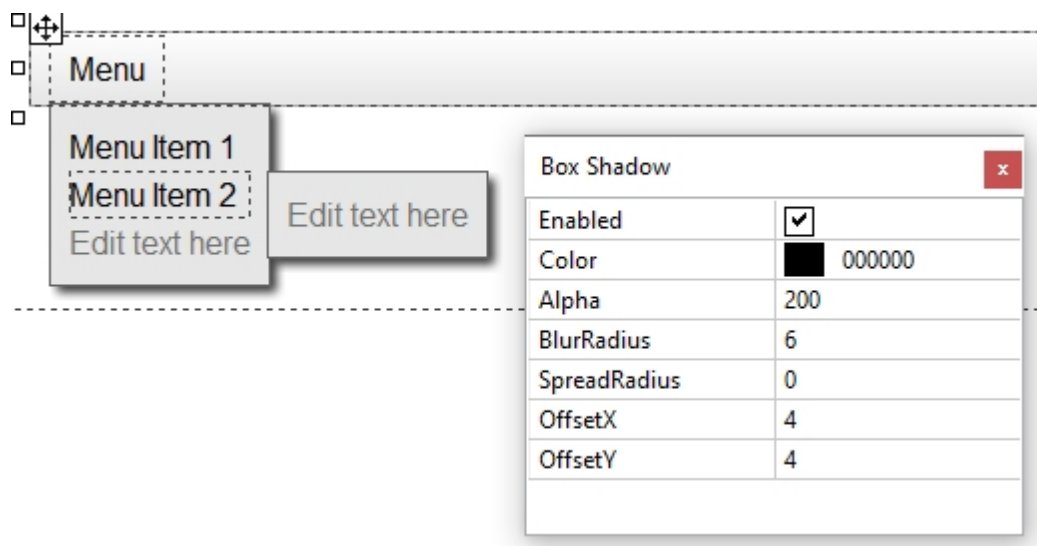 Menu
Menu Item 1
Menu Item 2
Edit text here
Edit text here
Box Shadow
x
Enabled
Color 000000
Alpha 200
BlurRadius 6
SpreadRadius 0
OffsetX 4
OffsetY 4